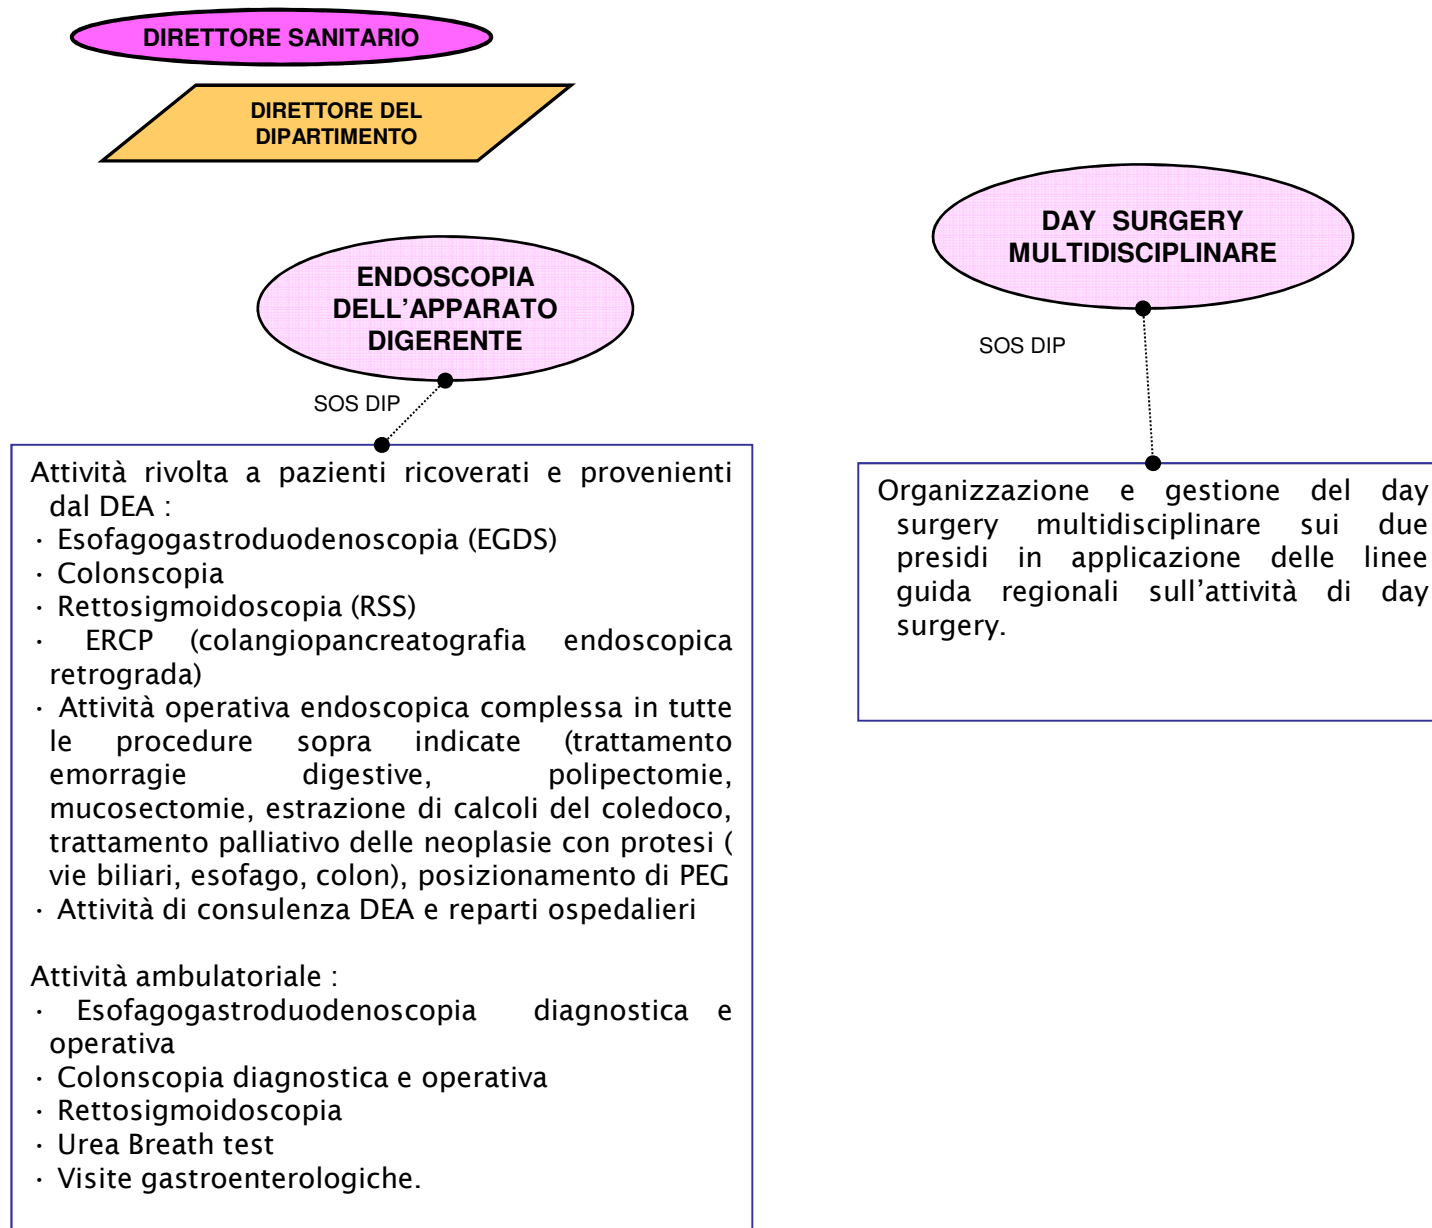 DIRETTORE SANITARIO
DIRETTORE DEL
DIPARTIMENTO
ENDOSCOPIA
DELL’APPARATO
DIGERENTE
SOS DIP
Attività rivolta a pazienti ricoverati e provenienti
dal DEA :
· Esofagogastroduodenoscopia (EGDS)
· Colonscopia
· Rettosigmoidoscopia (RSS)
· ERCP (colangiopancreatografia endoscopica
retrograda)
· Attività operativa endoscopica complessa in tutte
le procedure sopra indicate (trattamento
emorragie digestive, polipectomie,
mucosectomie, estrazione di calcoli del coledoco,
trattamento palliativo delle neoplasie con protesi (
vie biliari, esofago, colon), posizionamento di PEG
· Attività di consulenza DEA e reparti ospedalieri
Attività ambulatoriale :
· Esofagogastroduodenoscopia diagnostica e
operativa
· Colonscopia diagnostica e operativa
· Rettosigmoidoscopia
· Urea Breath test
· Visite gastroenterologiche.
DAY SURGERY
MULTIDISCIPLINARE
SOS DIP
Organizzazione e gestione del day
surgery multidisciplinare sui due
presidi in applicazione delle linee
guida regionali sull’attività di day
surgery.